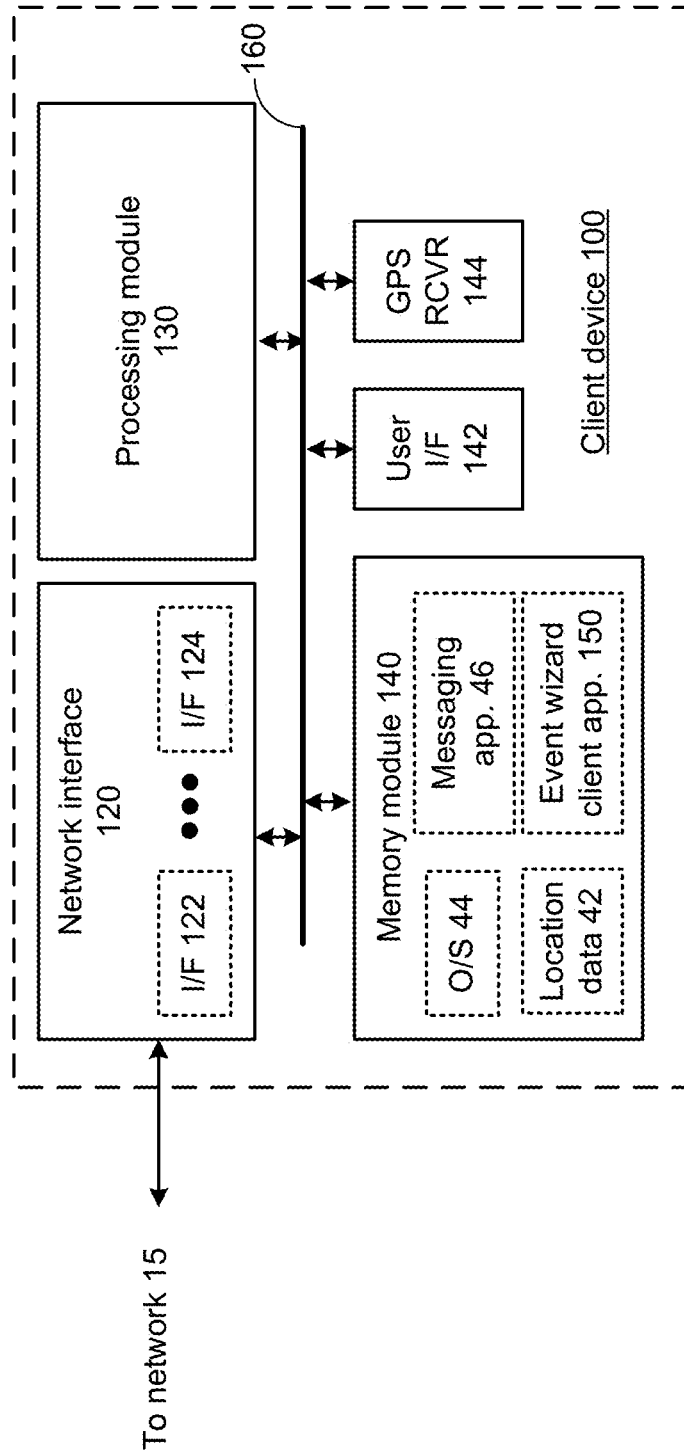 To network 15
Network interface
120
I/F 122
I/F 124
Processing module
130
160
Memory module 140
O/S 44
Messaging
app. 46
Location
data 42
Event wizard
client app. 150
User
I/F
142
GPS
RCVR
144
Client device 100